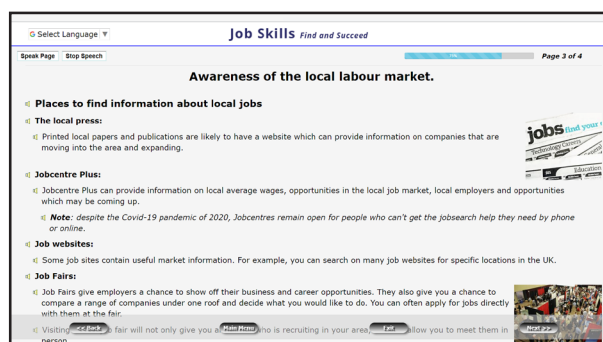 G Select Language ▼
Job Skills Find and Succeed
Speak Page Stop Speech
Page 3 of 4
Awareness of the local labour market.
Places to find information about local jobs
The local press:
Printed local papers and publications are likely to have a website which can provide information on companies that are
moving into the area and expanding.
jobs find your
Technology Careers
Education
Jobcentre Plus:
Jobcentre Plus can provide information on local average wages, opportunities in the local job market, local employers and opportunities
which may be coming up.
Note: despite the Covid-19 pandemic of 2020, Jobcentres remain open for people who can't get the jobsearch help they need by phone
or online.
Job websites:
Some job sites contain useful market information. For example, you can search on many job websites for specific locations in the UK.
Job Fairs:
Job Fairs give employers a chance to show off their business and career opportunities. They also give you a chance to
compare a range of companies under one roof and decide what you would like to do. You can often apply for jobs directly
with them at the fair.
Visiting fair will not only give you who is recruiting in your area, allow you to meet them in
person.
<< Back Main Menu Exit Next >>